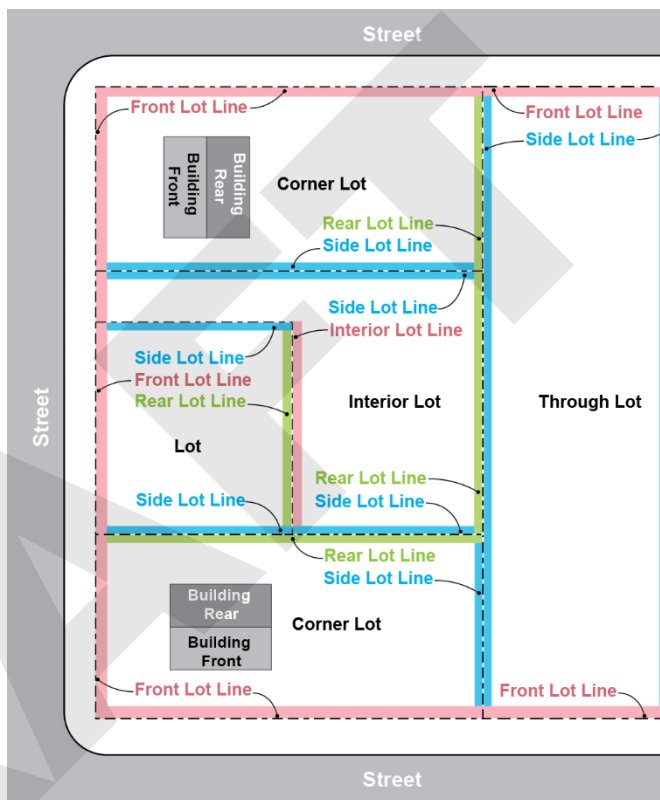 Street
Front Lot Line
Front Lot Line
Side Lot Line
Building Front
Building Rear
Corner Lot
Rear Lot Line
Side Lot Line
Side Lot Line
Interior Lot Line
Side Lot Line
Front Lot Line
Rear Lot Line
Interior Lot
Through Lot
Street
Lot
Rear Lot Line
Side Lot Line
Side Lot Line
Rear Lot Line
Side Lot Line
Building
Rear
Building
Front
Corner Lot
Front Lot Line
Front Lot Line
Street